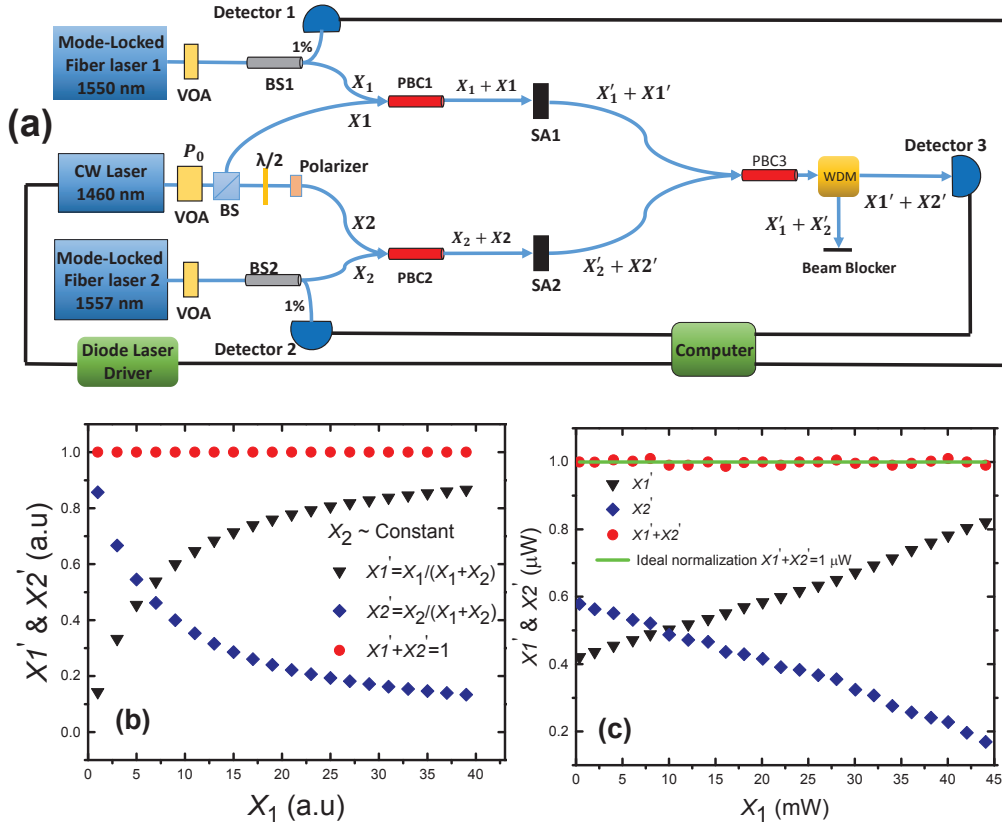 Detector 1
Mode-Locked
Fiber laser 1
1550 nm
VOA
1%
BS1
X₁
X1
PBC1
X₁ + X1
SA1
X′₁ + X1′
(a)
P₀
λ/2
Polarizer
CW Laser
1460 nm
VOA
BS
X2
PBC3
WDM
Detector 3
X1′ + X2′
X′₁ + X′₂
Beam Blocker
Mode-Locked
Fiber laser 2
1557 nm
VOA
BS2
1%
X₂
PBC2
X₂ + X2
SA2
X′₂ + X2′
Detector 2
Diode Laser
Driver
Computer
X1' & X2' (a.u)
1.0
0.8
0.6
0.4
0.2
0.0
X₂ ~ Constant
X1'=X₁/(X₁+X₂)
X2'=X₂/(X₁+X₂)
X1'+X2'=1
(b)
0 5 10 15 20 25 30 35 40
X₁ (a.u)
X1' & X2' (μW)
1.0
0.8
0.6
0.4
0.2
X1'
X2'
X1'+X2'
Ideal normalization X1'+X2'=1 μW
(c)
0 5 10 15 20 25 30 35 40 45
X₁ (mW)